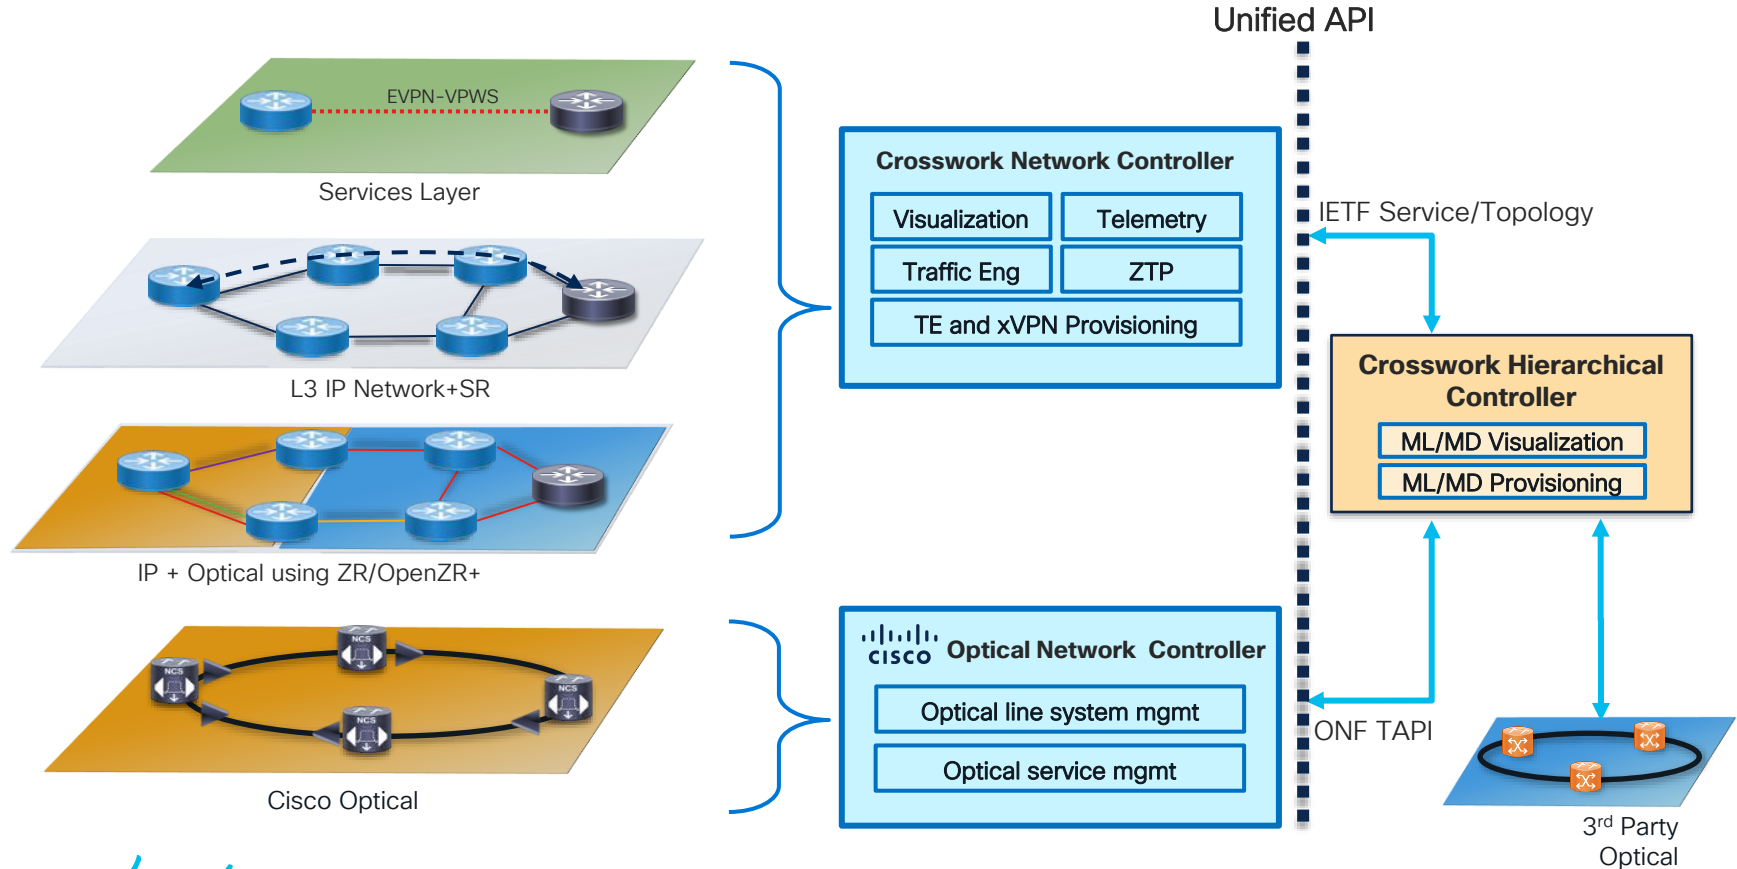 Unified API
EVPN-VPWS
Services Layer
L3 IP Network+SR
IP + Optical using ZR/OpenZR+
NCS
NCS
NCS
NCS
Cisco Optical
Crosswork Network Controller
Visualization
Telemetry
Traffic Eng
ZTP
TE and xVPN Provisioning
CISCO
Optical Network Controller
Optical line system mgmt
Optical service mgmt
IETF Service/Topology
Crosswork Hierarchical
Controller
ML/MD Visualization
ML/MD Provisioning
ONF TAPI
3rd Party
Optical